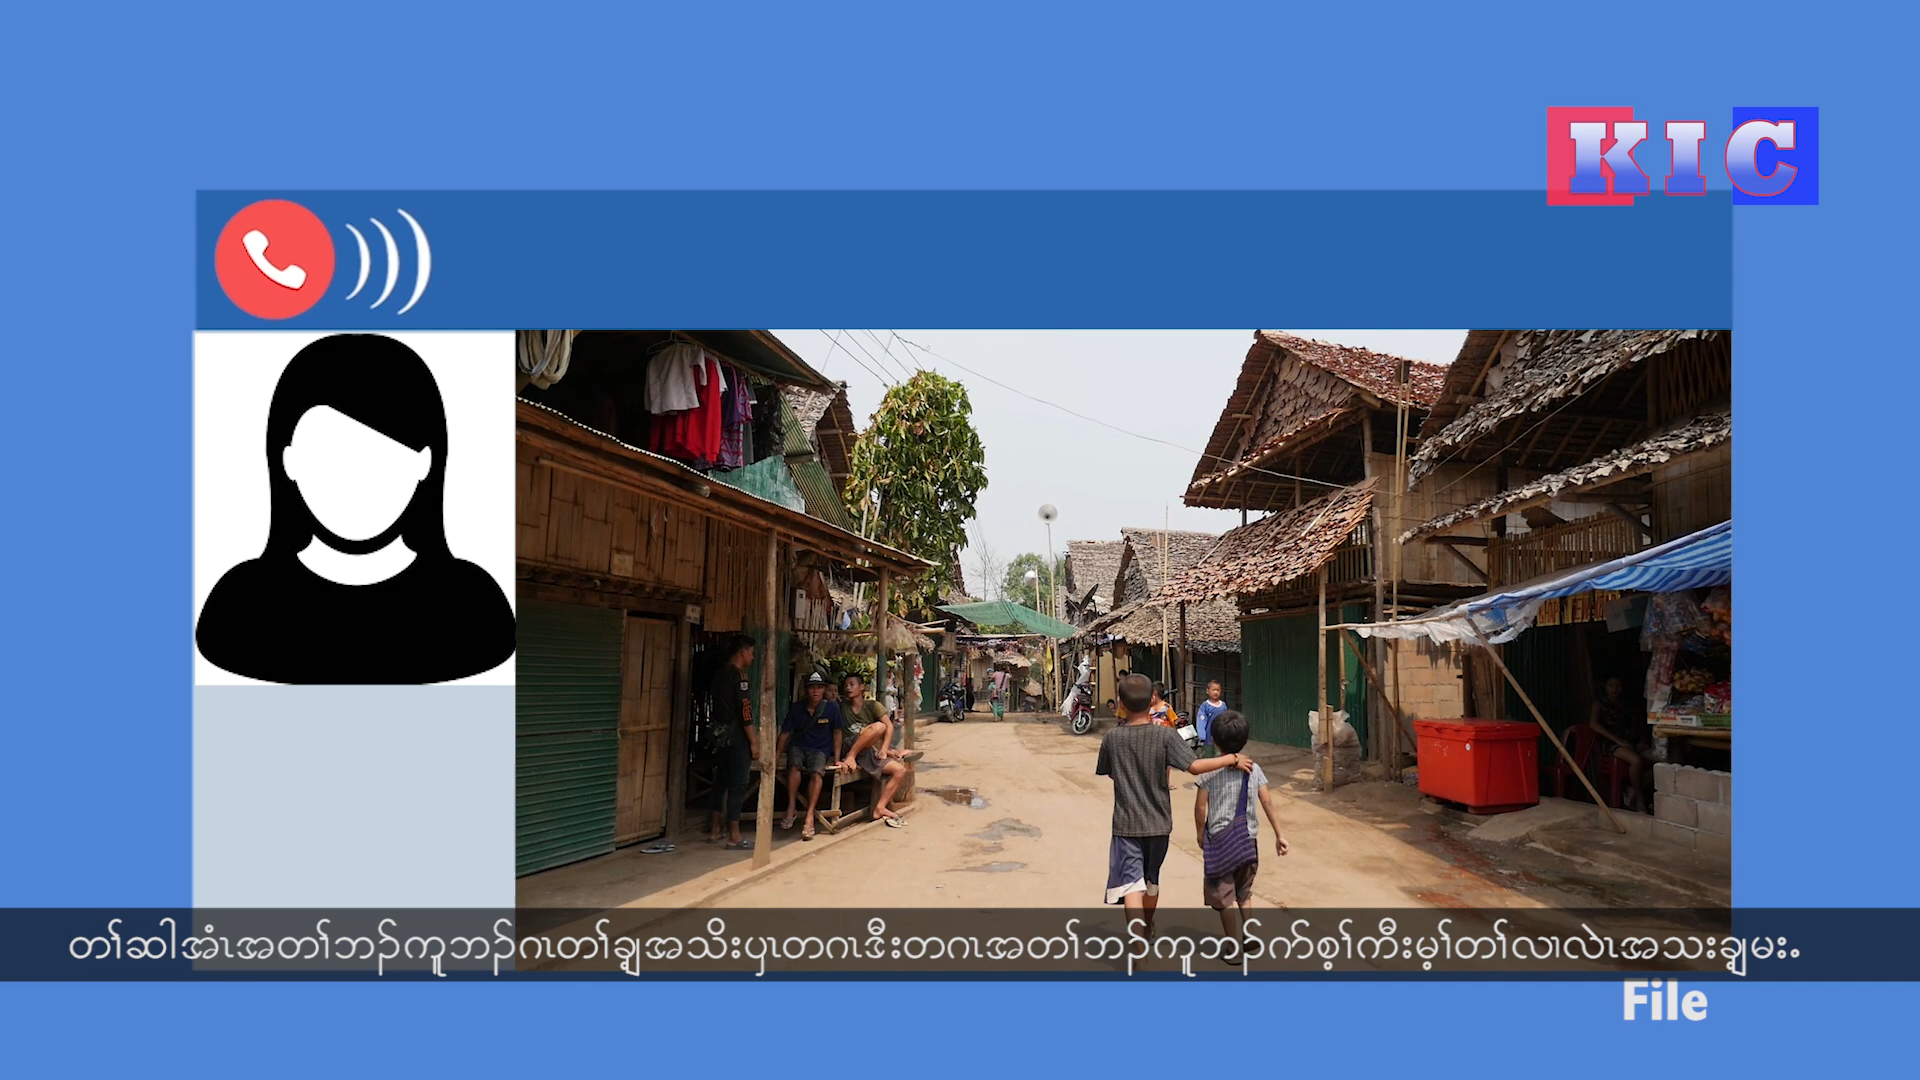 KIC
တၢ်ဆါအံၤအတၢ်ဘၣ်ကူဘၣ်ဂၤတၢ်ချ့အသိးပှၤတဂၤဒီးတဂၤအတၢ်ဘၣ်ကူဘၣ်က်စ့ၢ်ကီးမ့ၢ်တၢ်လၢလဲၤအသးချ့မး.
File